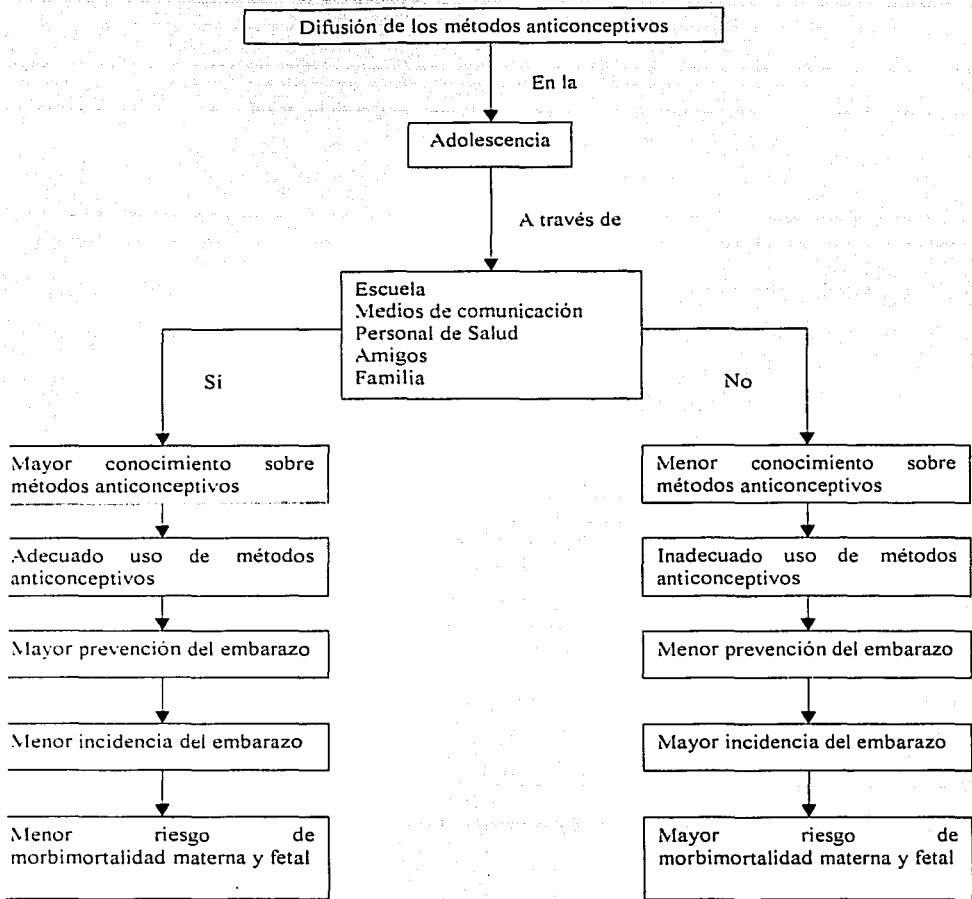 Difusión de los métodos anticonceptivos
En la
Adolescencia
A través de
Escuela
Medios de comunicación
Personal de Salud
Amigos
Familia
Sí
No
Mayor conocimiento sobre
métodos anticonceptivos
Adecuado uso de métodos
anticonceptivos
Mayor prevención del embarazo
Menor incidencia del embarazo
Menor riesgo de
morbimortalidad materna y fetal
Menor conocimiento sobre
métodos anticonceptivos
Inadecuado uso de métodos
anticonceptivos
Menor prevención del embarazo
Mayor incidencia del embarazo
Mayor riesgo de
morbimortalidad materna y fetal